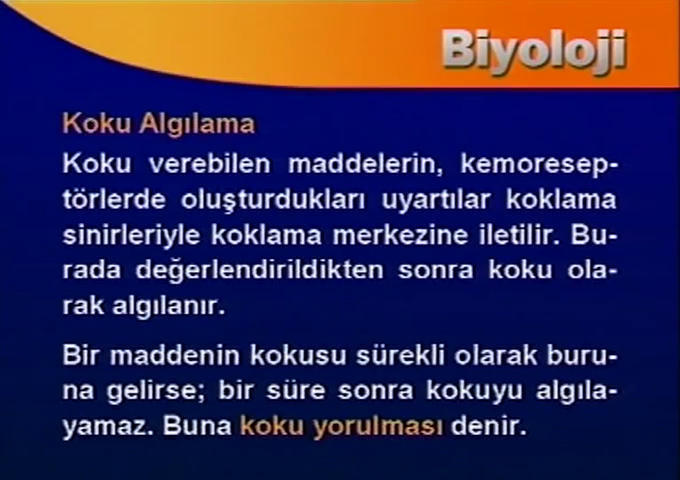 Biyoloji
Koku Algılama
Koku verebilen maddelerin, kemoresep-
törlerde oluşturdukları uyartılar koklama
sinirleriyle koklama merkezine iletilir. Bu-
rada değerlendirildikten sonra koku ola-
rak algılanır.
Bir maddenin kokusu sürekli olarak buru-
na gelirse; bir süre sonra kokuyu algıla-
yamaz. Buna koku yorulması denir.